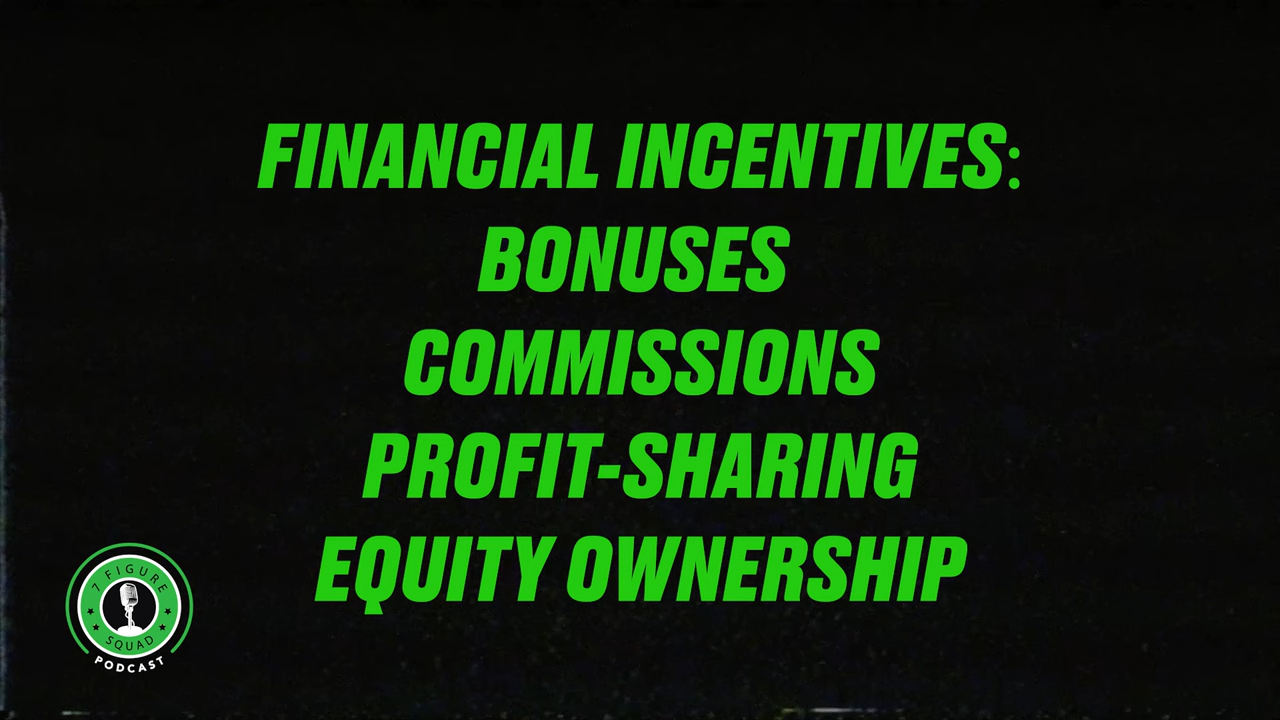 FINANCIAL INCENTIVES:
BONUSES
COMMISSIONS
PROFIT-SHARING
EQUITY OWNERSHIP
7 FIGURE
SQUAD
PODCAST